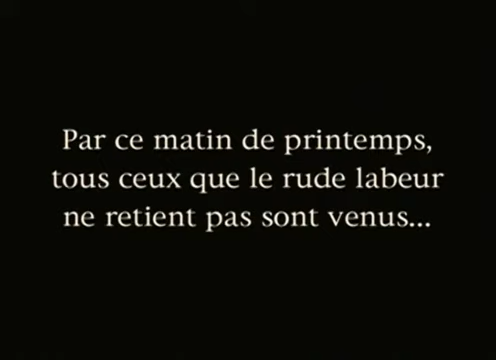 Par ce matin de printemps,
tous ceux que le rude labeur
ne retient pas sont venus...